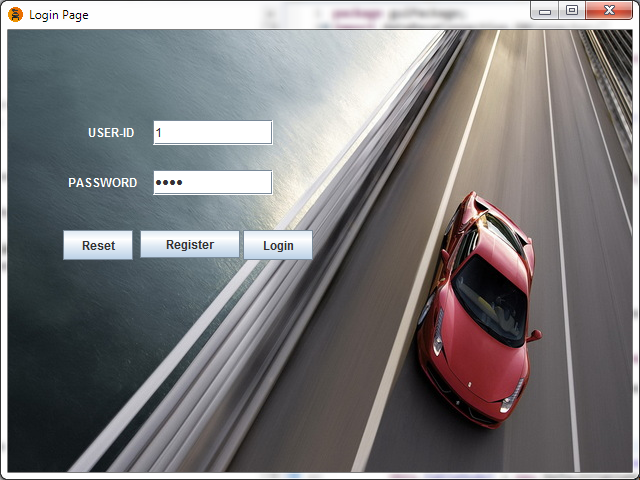 Login Page
USER-ID 1
PASSWORD ••••
Reset Register Login